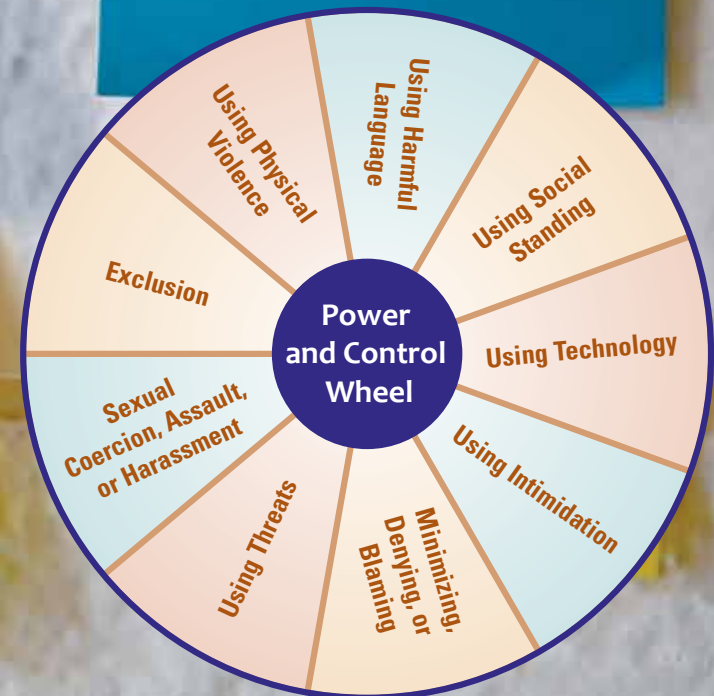 Power
and Control
Wheel
Using Harmful
Language
Using Social
Standing
Using Technology
Using Intimidation
Minimizing,
Denying, or
Blaming
Using Threats
Sexual
Coercion, Assault,
or Harassment
Exclusion
Using Physical
Violence